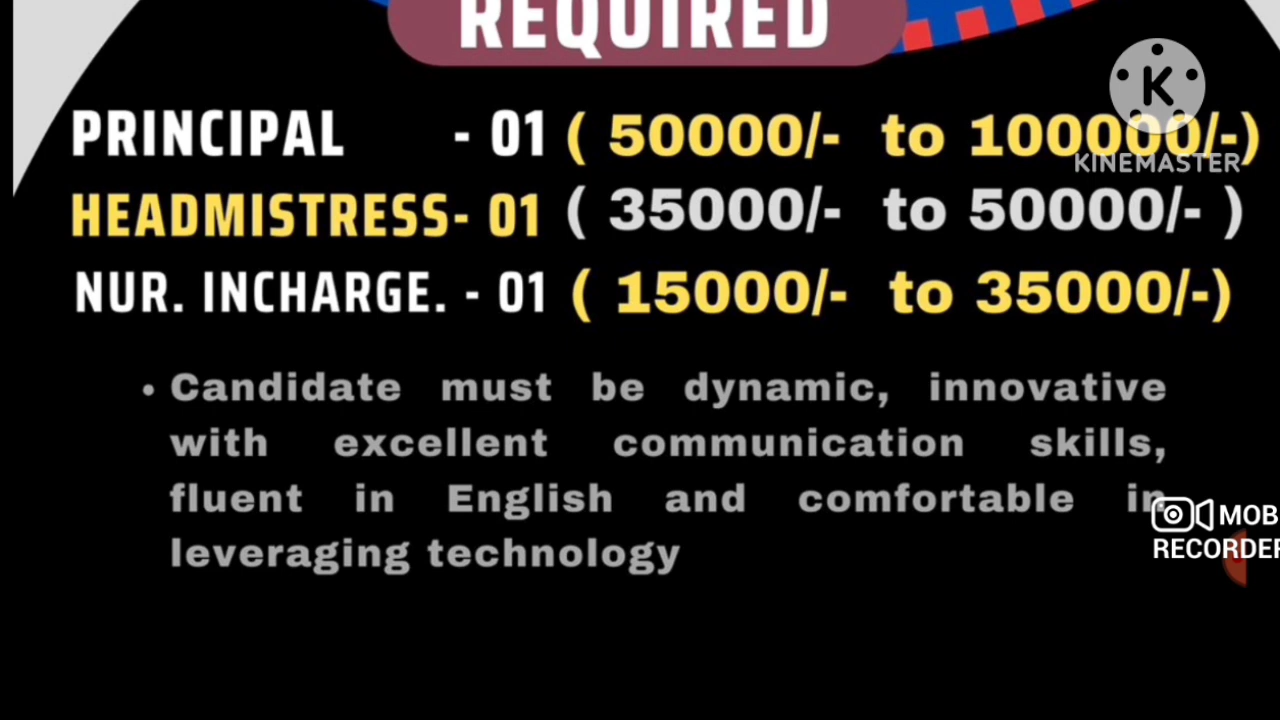 REQUIRED
PRINCIPAL - 01 ( 50000/- to 100000/-)
HEADMISTRESS- 01 ( 35000/- to 50000/- )
NUR. INCHARGE. - 01 ( 15000/- to 35000/-)
• Candidate must be dynamic, innovative
with excellent communication skills,
fluent in English and comfortable in
leveraging technology
K
KINEMASTER
MOB
RECORDER